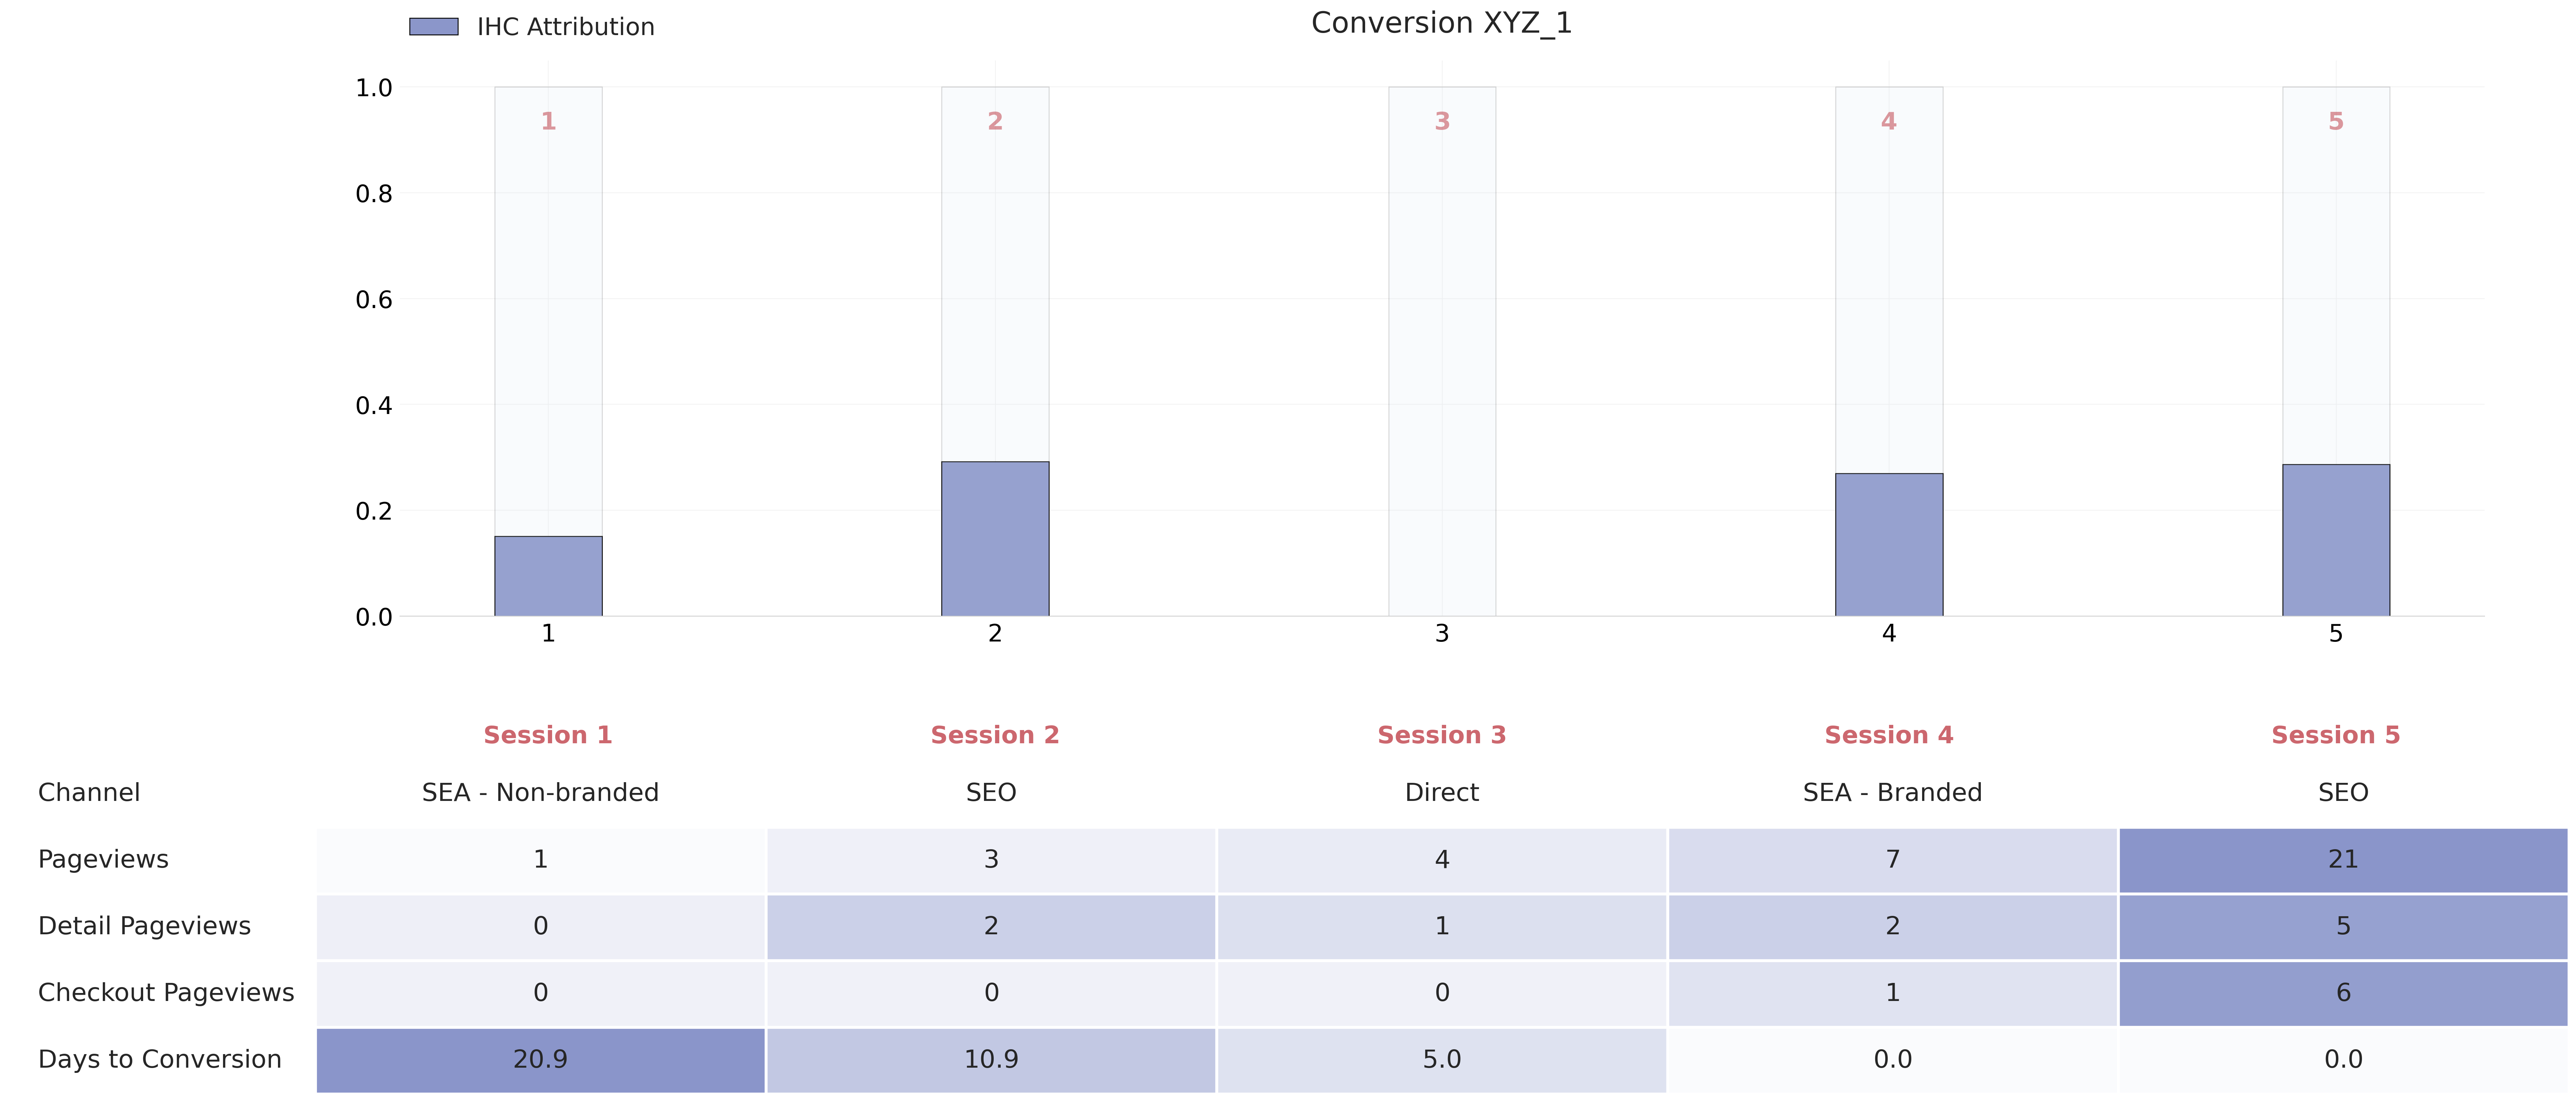 IHC Attribution
Conversion XYZ_1
1.0
0.8
0.6
0.4
0.2
0.0
1 2 3 4 5
1 2 3 4 5
Session 1 Session 2 Session 3 Session 4 Session 5
Channel SEA - Non-branded SEO Direct SEA - Branded SEO
Pageviews 1 3 4 7 21
Detail Pageviews 0 2 1 2 5
Checkout Pageviews 0 0 0 1 6
Days to Conversion 20.9 10.9 5.0 0.0 0.0